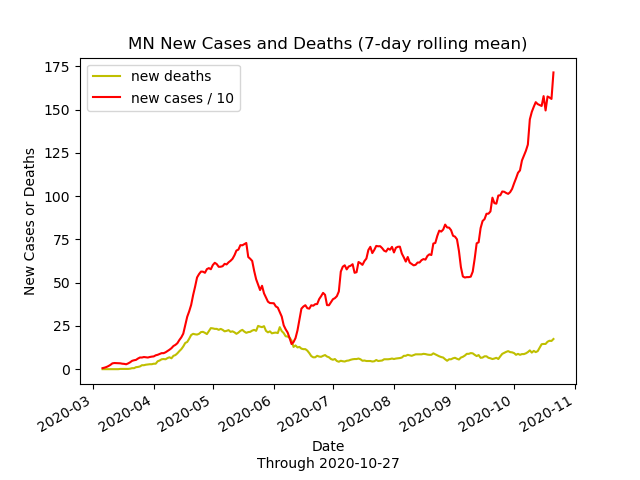 MN New Cases and Deaths (7-day rolling mean)
new deaths
new cases / 10
175
150
125
100
75
50
25
0
New Cases or Deaths
2020-03
2020-04
2020-05
2020-06
2020-07
2020-08
2020-09
2020-10
2020-11
Date
Through 2020-10-27